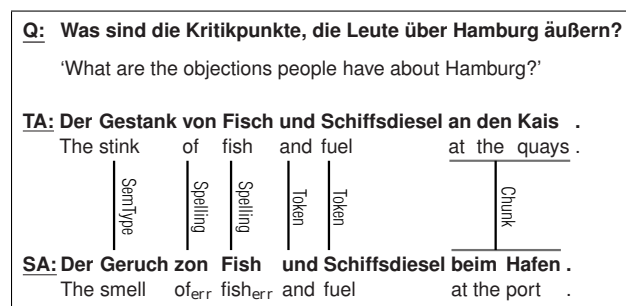 Q: Was sind die Kritikpunkte, die Leute über Hamburg äußern?
‘What are the objections people have about Hamburg?’
TA: Der Gestank von Fisch und Schiffsdiesel an den Kais .
The stink of fish and fuel at the quays .
SemType Spelling Spelling Token Token Chunk
SA: Der Geruch zon Fish und Schiffsdiesel beim Hafen .
The smell oferr fisherr and fuel at the port .